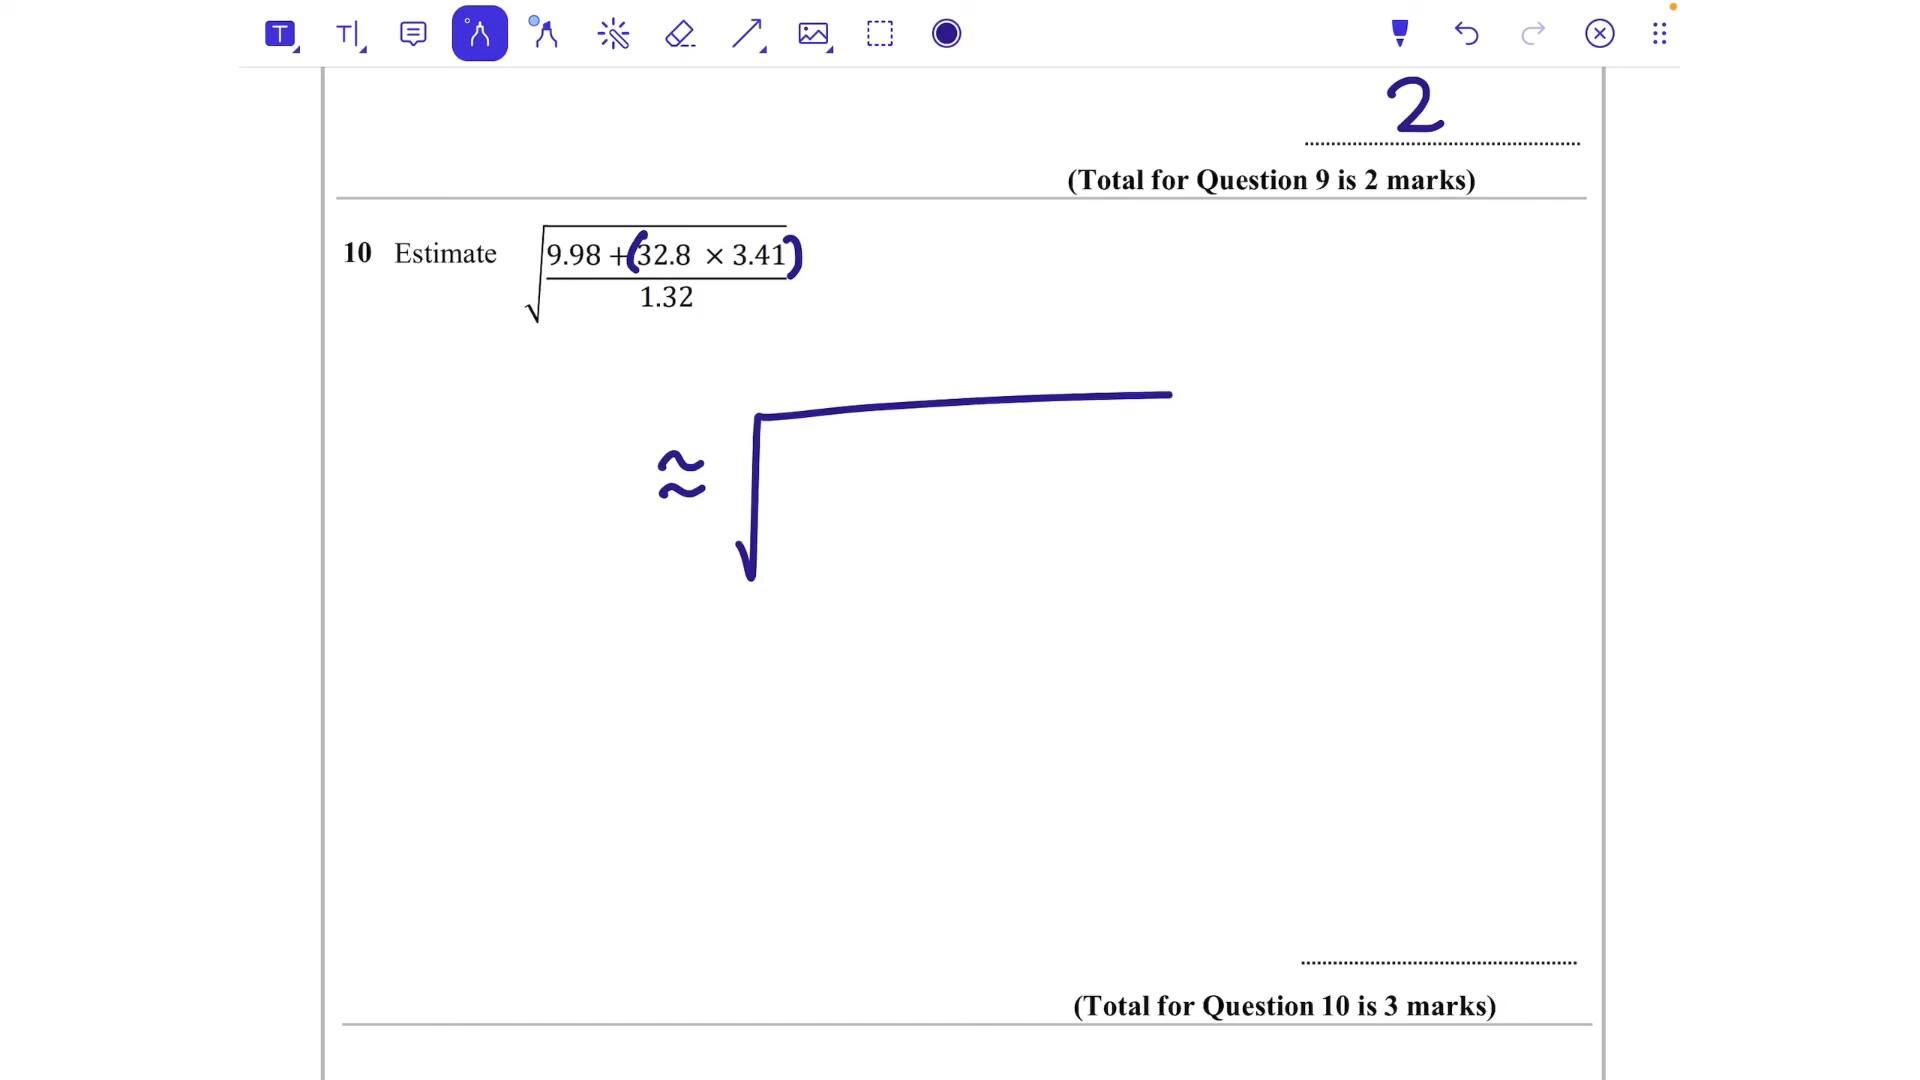 2
(Total for Question 9 is 2 marks)
10 Estimate √
9.98 + (32.8 × 3.41)
1.32
≈ √
(Total for Question 10 is 3 marks)